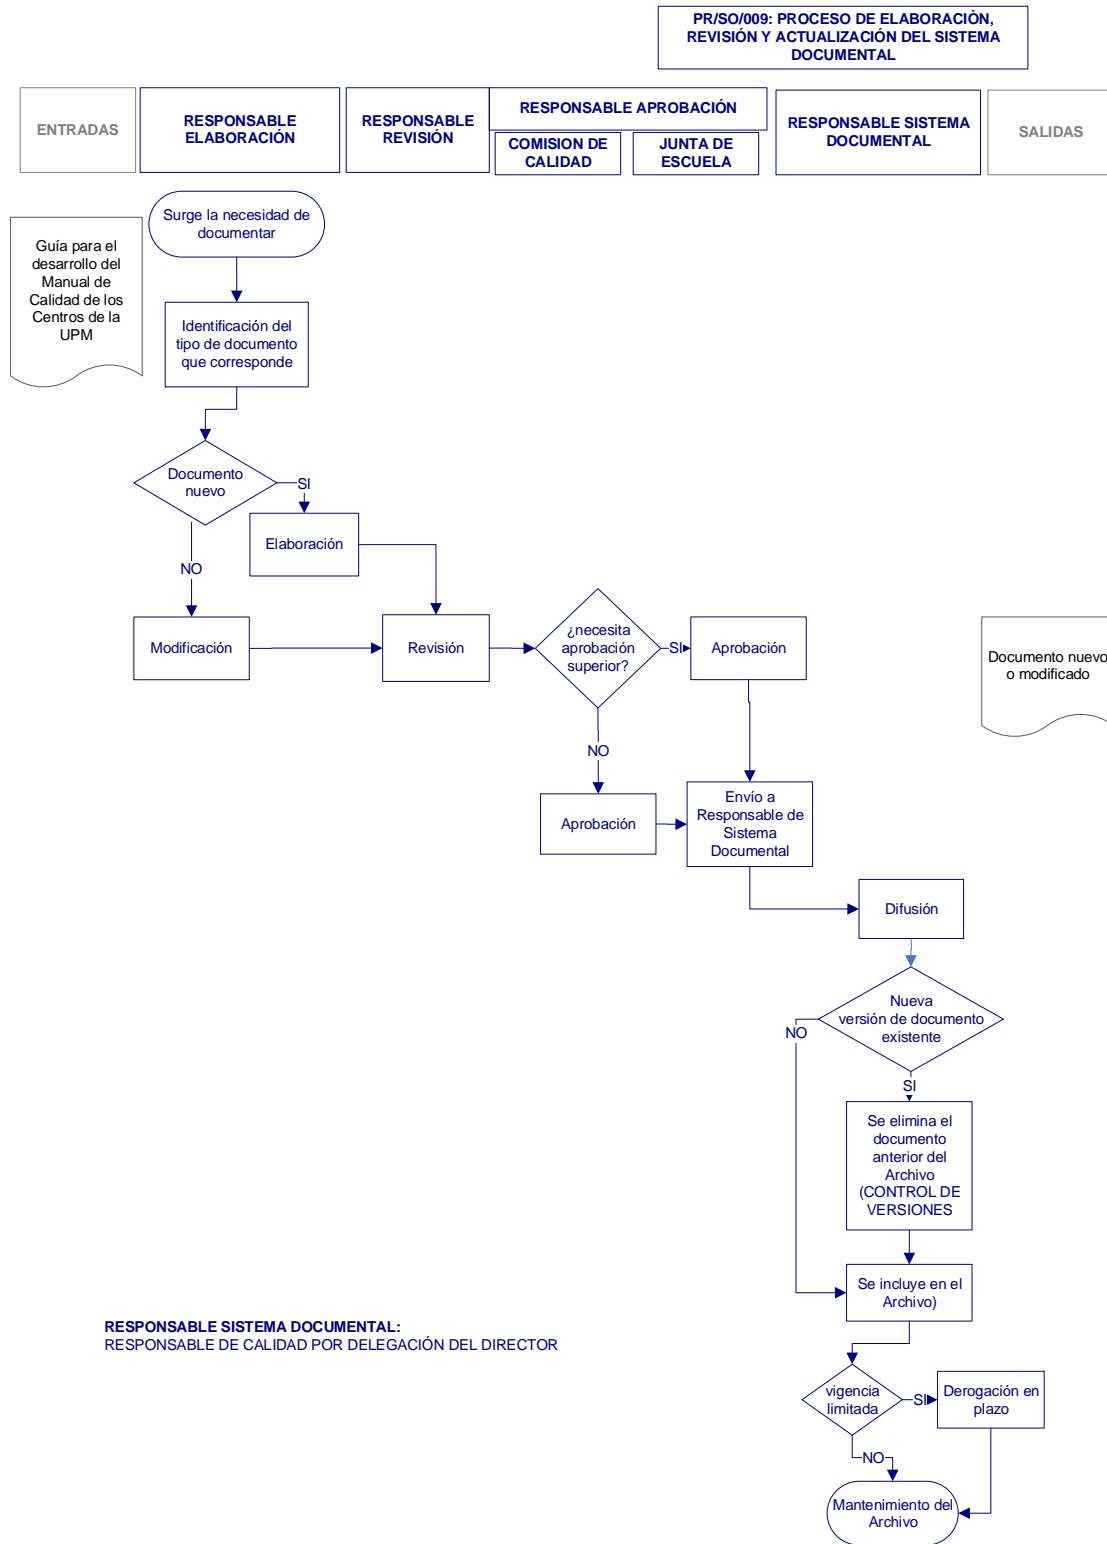 PR/SO/009: PROCESO DE ELABORACIÒN,
REVISIÓN Y ACTUALIZACIÓN DEL SISTEMA
DOCUMENTAL
ENTRADAS
RESPONSABLE
ELABORACIÓN
RESPONSABLE
REVISIÓN
RESPONSABLE APROBACIÓN
COMISION DE
CALIDAD
JUNTA DE
ESCUELA
RESPONSABLE SISTEMA
DOCUMENTAL
SALIDAS
Surge la necesidad de
documentar
Guía para el
desarrollo del
Manual de
Calidad de los
Centros de la
UPM
Identificación del
tipo de documento
que corresponde
Documento
nuevo
SI
Elaboración
NO
Modificación
Revisión
¿necesita
aprobación
superior?
SI
Aprobación
Documento nuevo
o modificado
NO
Aprobación
Envío a
Responsable de
Sistema
Documental
Difusión
Nueva
versión de documento
existente
NO
SI
Se elimina el
documento
anterior del
Archivo
(CONTROL DE
VERSIONES
Se incluye en el
Archivo)
RESPONSABLE SISTEMA DOCUMENTAL:
RESPONSABLE DE CALIDAD POR DELEGACIÓN DEL DIRECTOR
vigencia
limitada
SI
Derogación en
plazo
NO
Mantenimiento del
Archivo